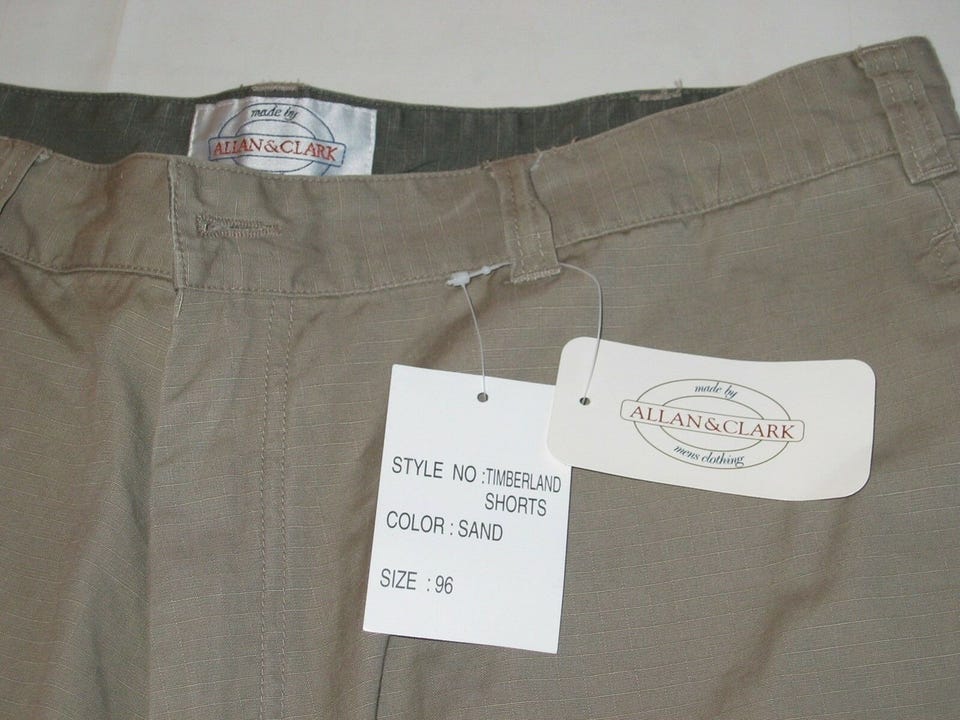 made by
ALLAN&CLARK
made by
ALLAN&CLARK
mens clothing
STYLE NO :TIMBERLAND
SHORTS
COLOR : SAND
SIZE : 96